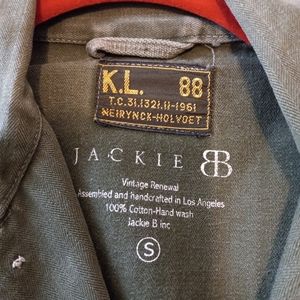 K.L. 88
T.C.31.1321.11-1961
NEIRYNCK-HOLVOET
JACKIE B
Vintage Renewal
Assembled and handcrafted in Los Angeles
100% Cotton-Hand wash
Jackie B inc
S